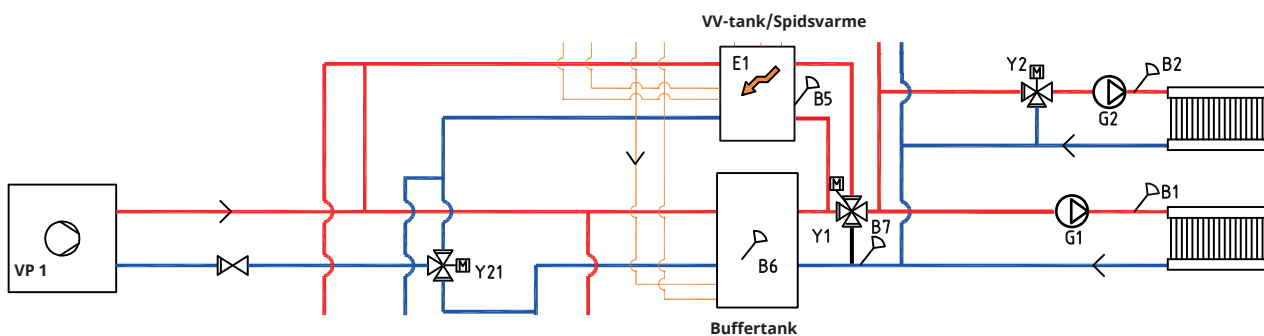 VV-tank/Spidsvarme
E1
B5
Y2
M
B2
G2
M
B1
Y1
B7
G1
VP 1
M
Y21
B6
Buffertank